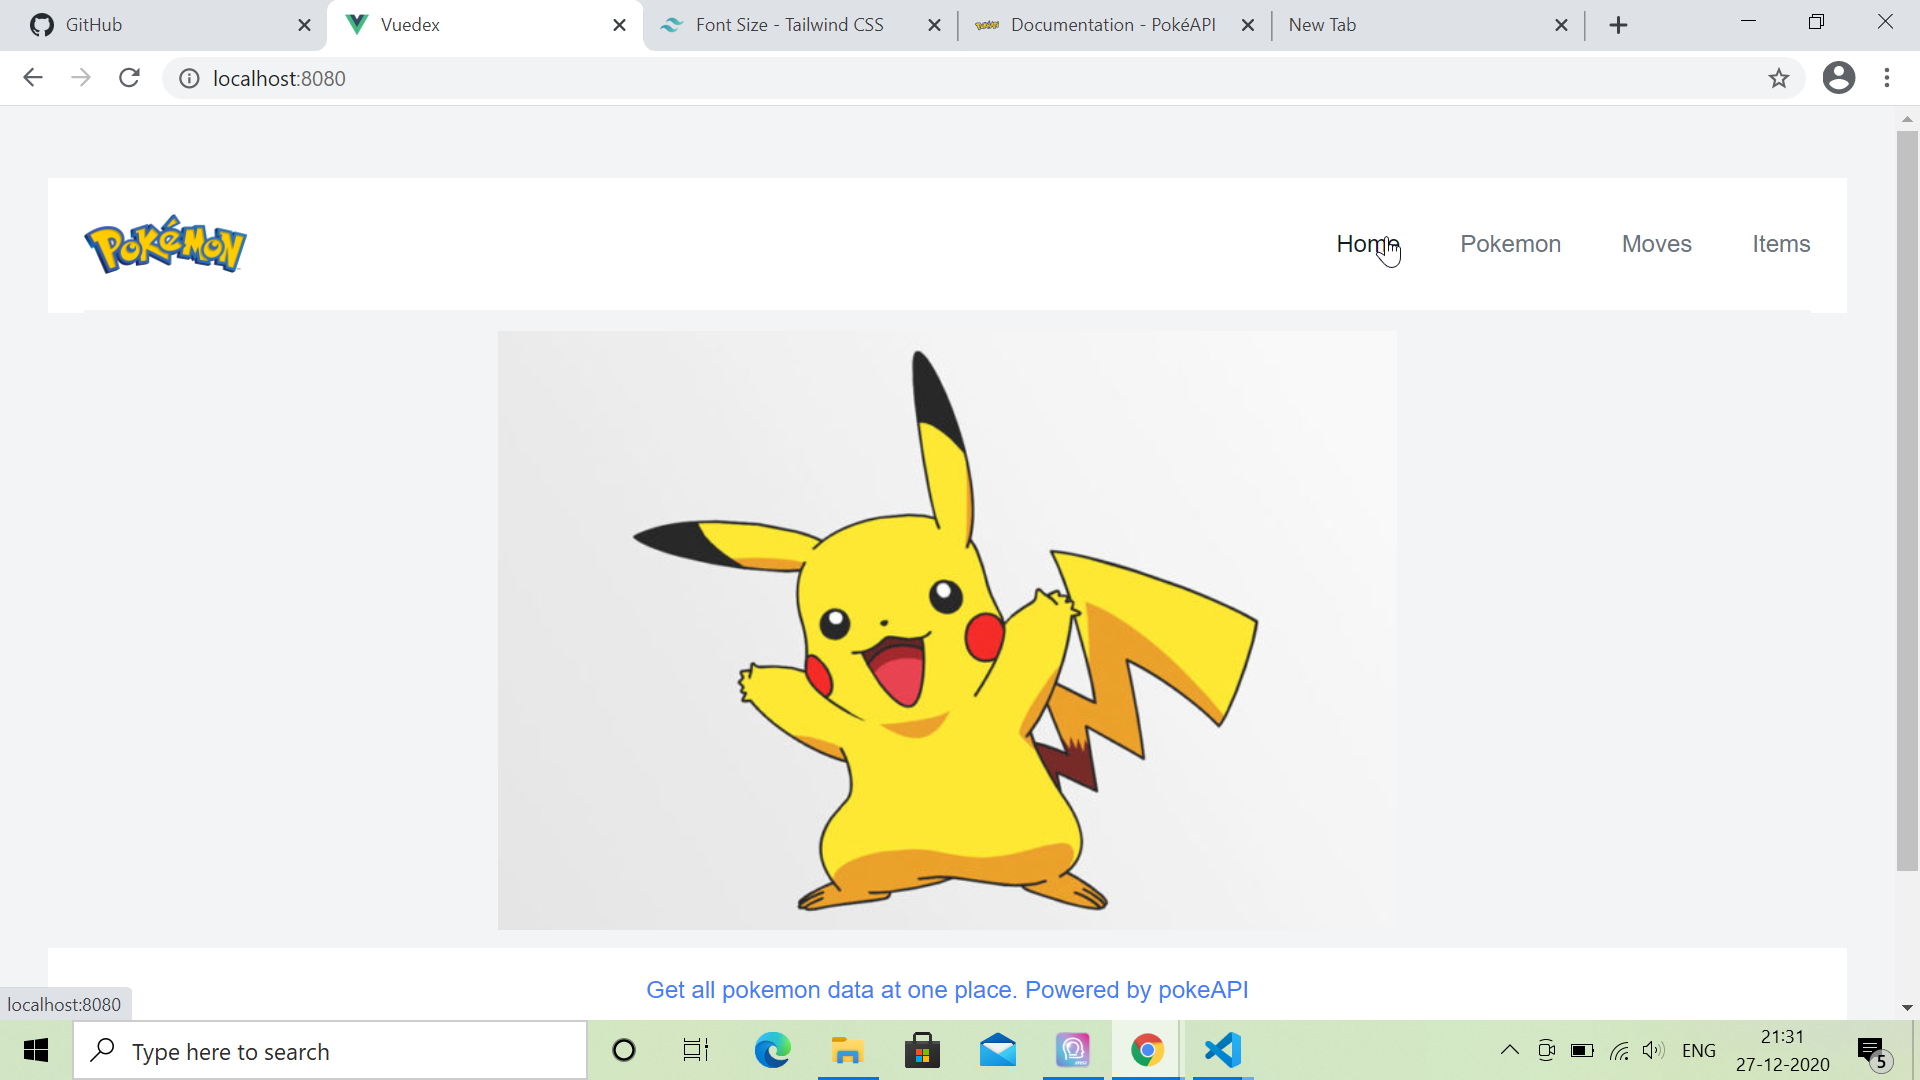 GitHub
Vuedex
Font Size - Tailwind CSS
Documentation - PokéAPI
New Tab
localhost:8080
POKéMON
Home
Pokemon
Moves
Items
Get all pokemon data at one place. Powered by pokeAPI
localhost:8080
Type here to search
ENG
21:31
27-12-2020
5